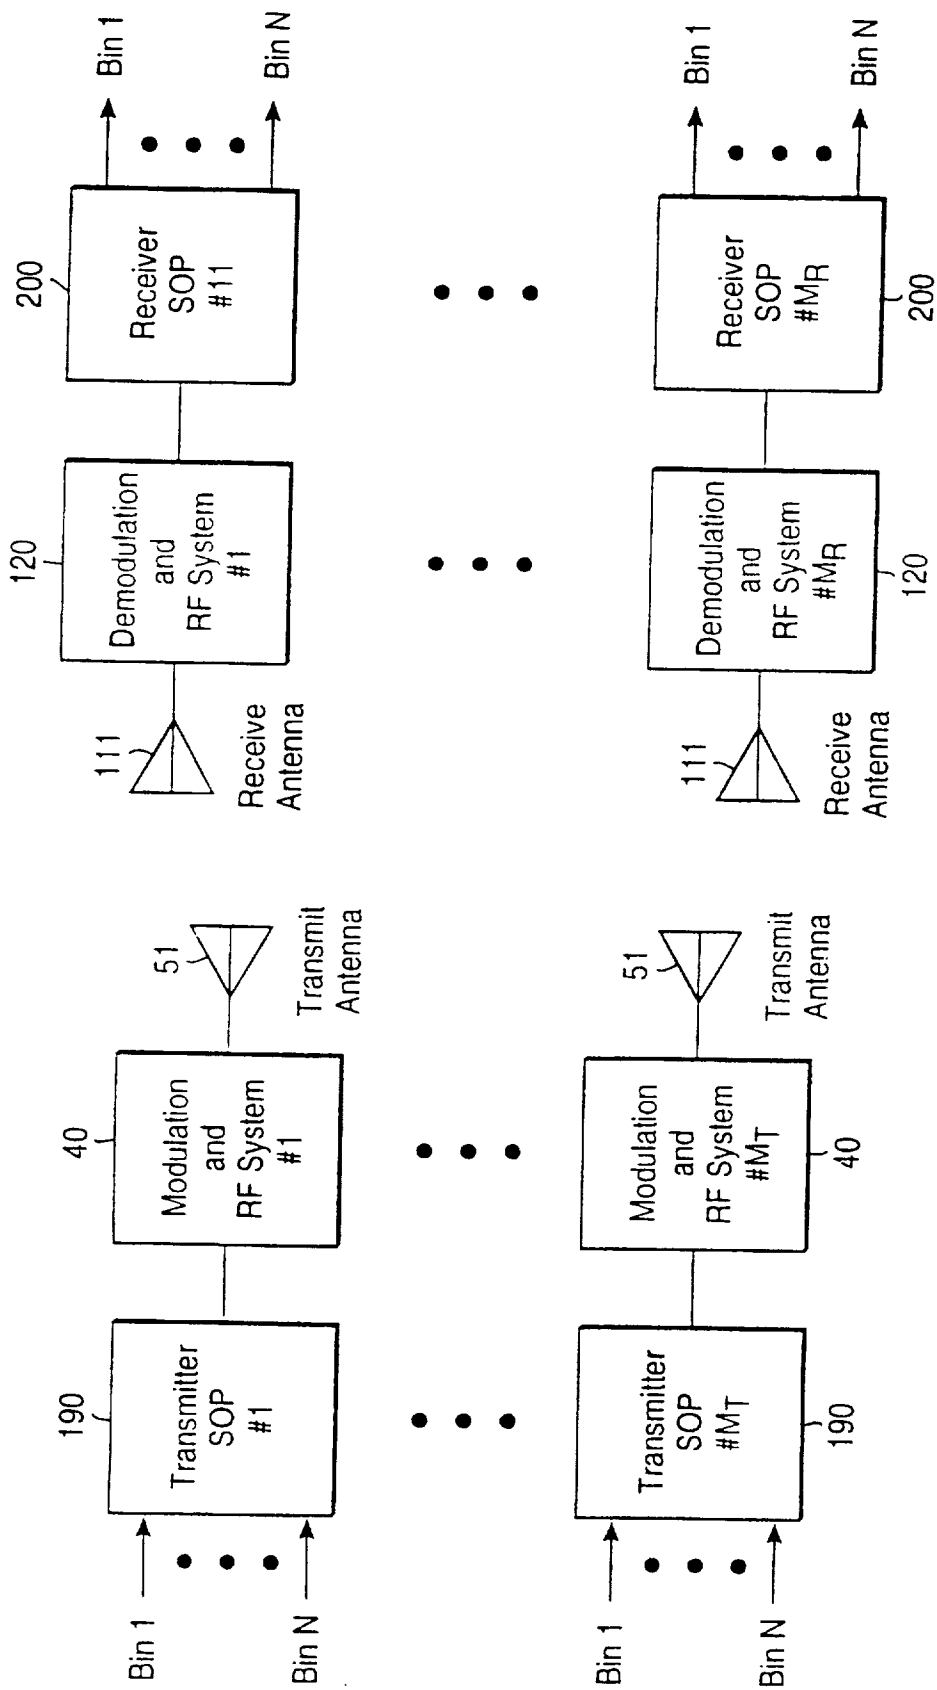 Bin 1
Bin N
190
Transmitter
SOP
#1
40
Modulation
and
RF System
#1
51
Transmit
Antenna
111
Receive
Antenna
120
Demodulation
and
RF System
#1
200
Receiver
SOP
#11
Bin 1
Bin N
Bin 1
Bin N
Transmitter
SOP
#MT
190
Modulation
and
RF System
#MT
40
51
Transmit
Antenna
111
Receive
Antenna
Demodulation
and
RF System
#MR
120
Receiver
SOP
#MR
200
Bin 1
Bin N